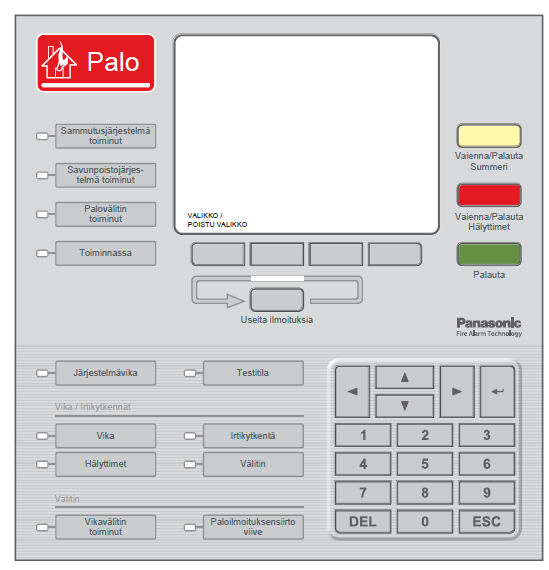 Palo
Sammutusjärjestelmä
toiminut
Savunpoistojärjes-
telmä toiminut
Palovälitin
toiminut
Toiminnassa
VALIKKO /
POISTU VALIKKO
Useita ilmoituksia
Vaienna/Palauta
Summeri
Vaienna/Palauta
Hälyttimet
Palauta
Panasonic
Fire Alarm Technology
Järjestelmävika
Testitila
Vika / Irtikytkennät
Vika
Irtikytkentä
Hälyttimet
Välitin
Välitin
Vikavälitin
toiminut
Paloilmoituksensiirto
viive
1 2 3
4 5 6
7 8 9
DEL 0 ESC